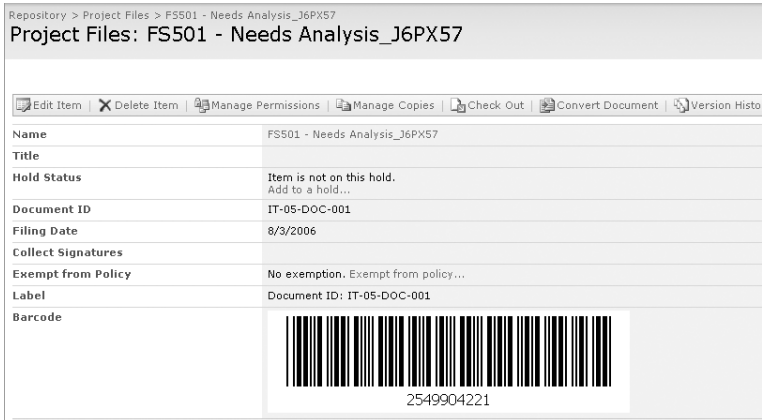 Repository > Project Files > FS501 - Needs Analysis_J6PX57
Project Files: FS501 - Needs Analysis_J6PX57
Edit Item | Delete Item | Manage Permissions | Manage Copies | Check Out | Convert Document | Version Histo
Name FS501 - Needs Analysis_J6PX57
Title
Hold Status Item is not on this hold.
Add to a hold...
Document ID IT-05-DOC-001
Filing Date 8/3/2006
Collect Signatures
Exempt from Policy No exemption. Exempt from policy...
Label Document ID: IT-05-DOC-001
Barcode
2549904221